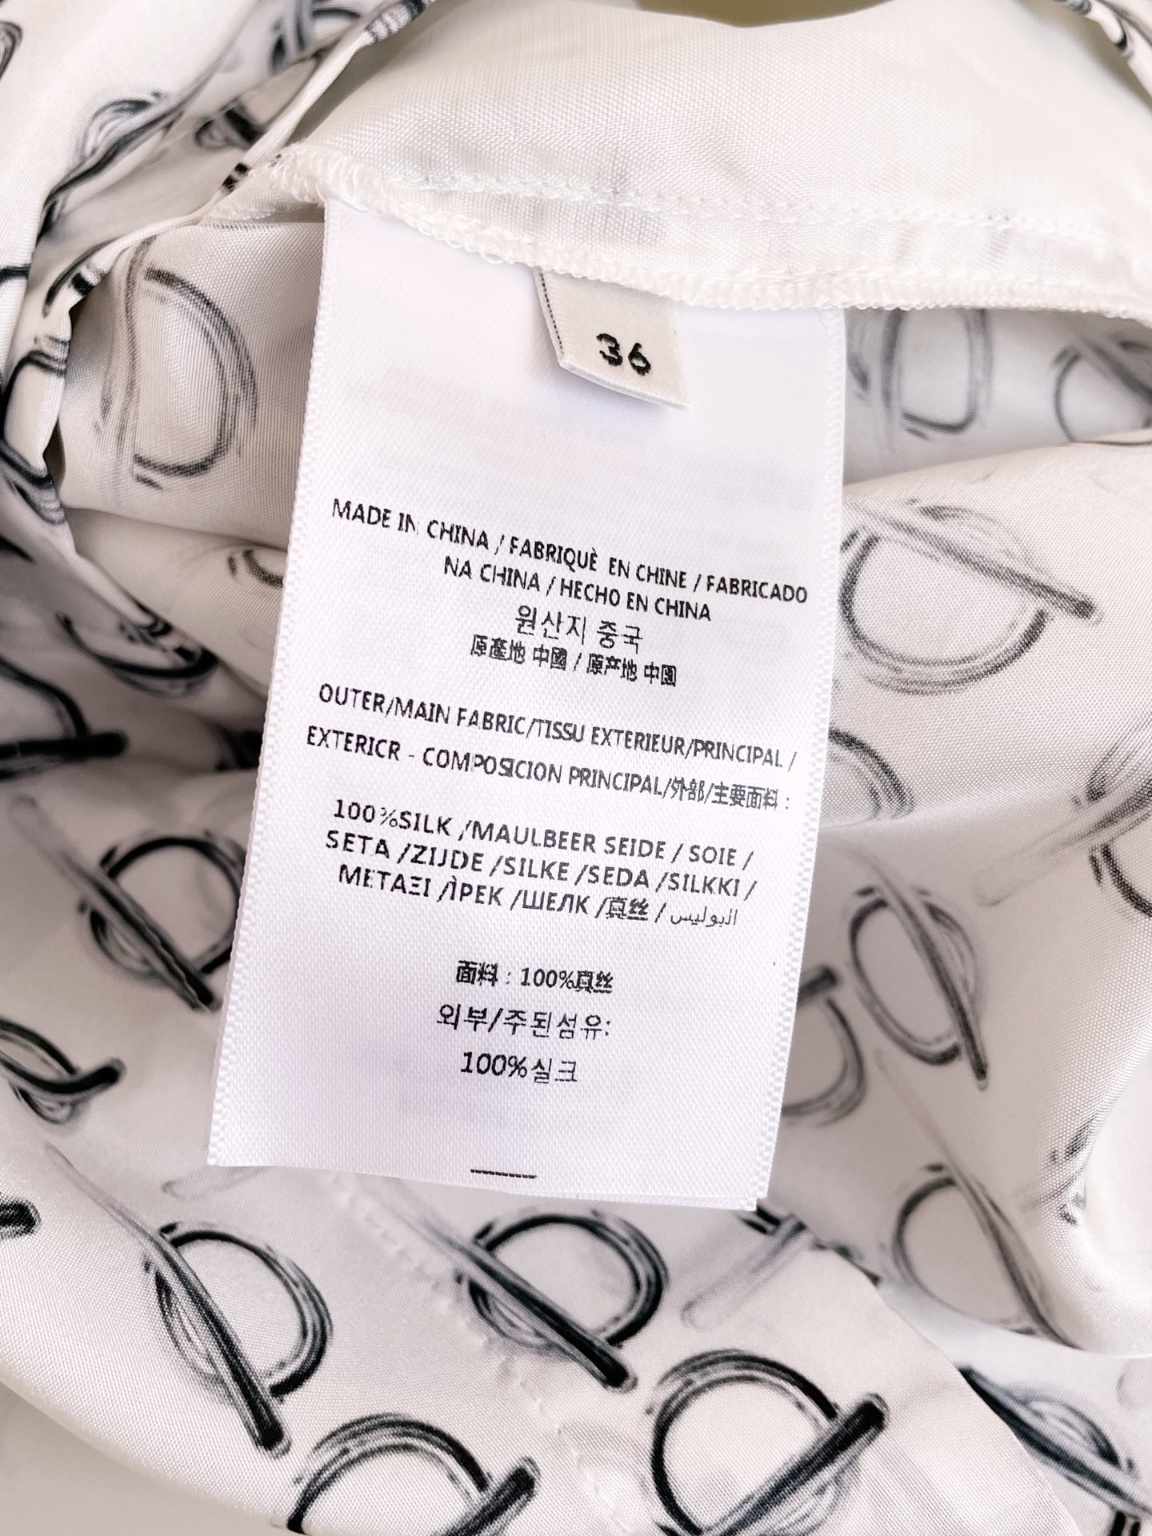 36
MADE IN CHINA / FABRIQUÈ EN CHINE / FABRICADO
NA CHINA / HECHO EN CHINA
원산지 중국
原產地 中國 / 原产地 中國
OUTER/MAIN FABRIC/TISSU EXTERIEUR/PRINCIPAL /
EXTERICR - COMPOSICION PRINCIPAL/外部/主要面料 :
100%SILK /MAULBEER SEIDE / SOIE /
SETA /ZIJDE /SILKE /SEDA /SILKKI /
ΜΕΤΑΞΙ /ÌPEK /ШЕЛК /真丝 / البوليس
面料 : 100%真丝
외부/주된섬유:
100%실크